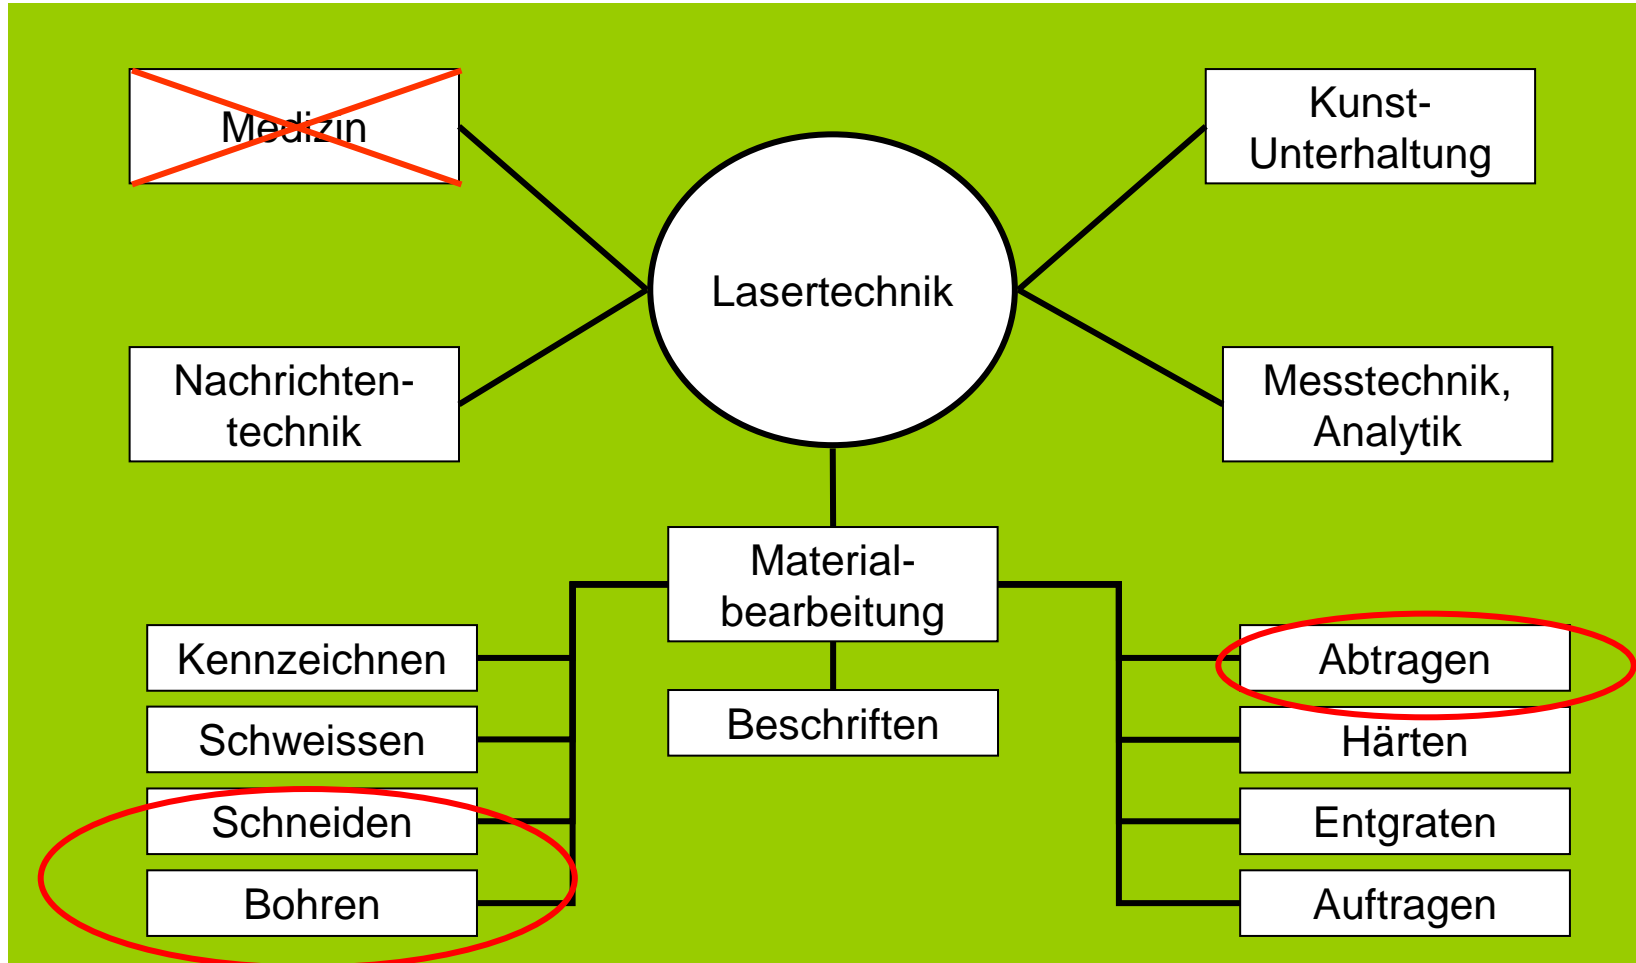 Medizin
Kunst-
Unterhaltung
Lasertechnik
Nachrichten-
technik
Messtechnik,
Analytik
Material-
bearbeitung
Kennzeichnen
Schweissen
Schneiden
Bohren
Beschriften
Abtragen
Härten
Entgraten
Auftragen